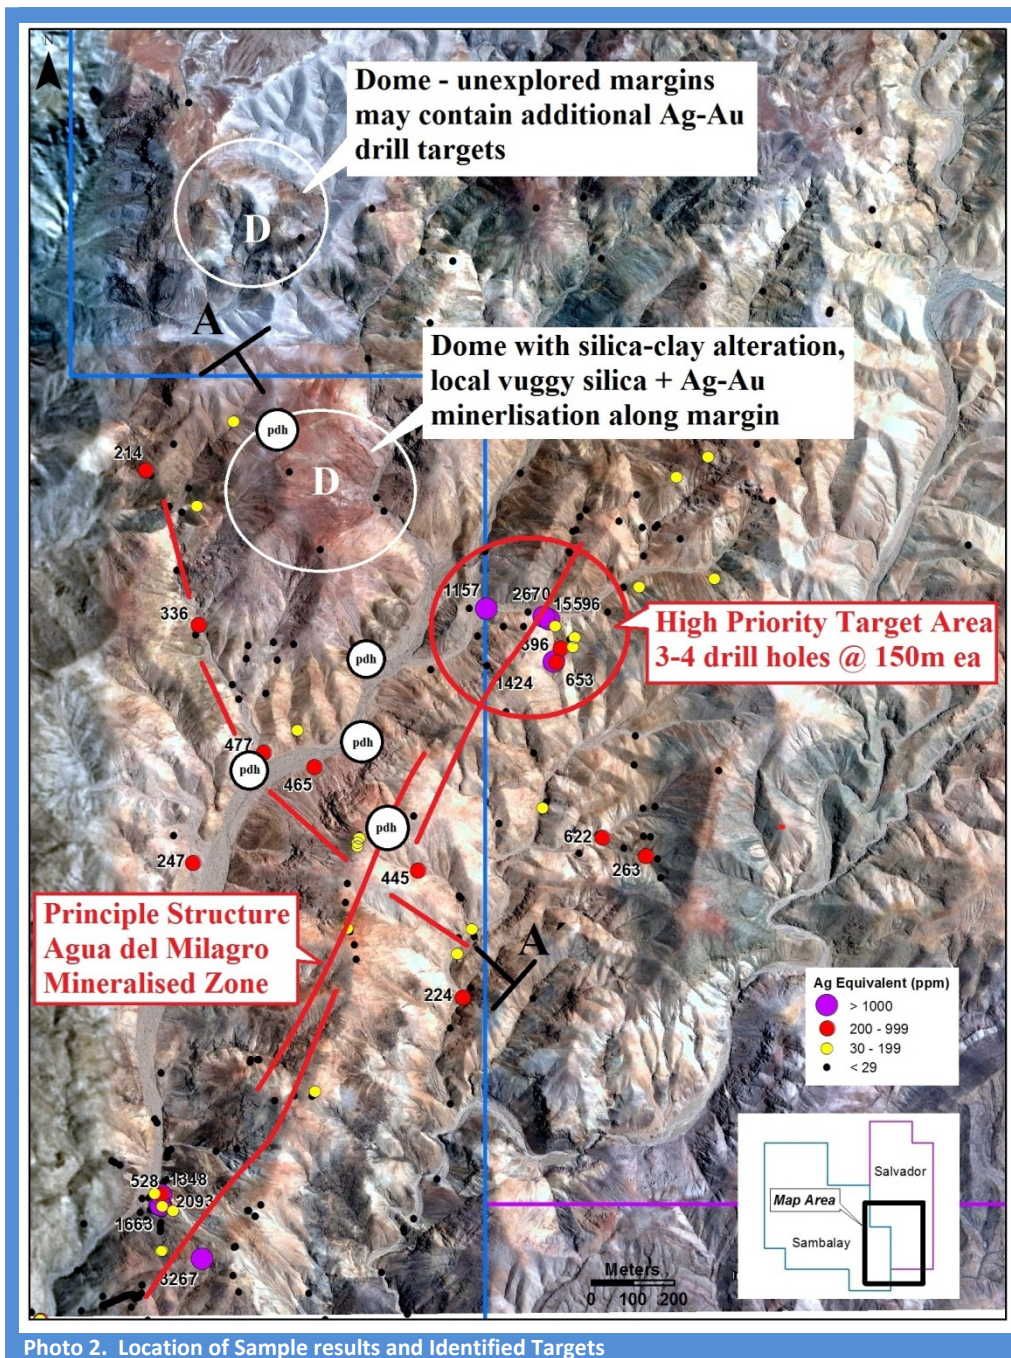 N
Dome - unexplored margins
may contain additional Ag-Au
drill targets
D
A
Dome with silica-clay alteration,
local vuggy silica + Ag-Au
minerlisation along margin
pdh
214
D
336
1157
2670
15596
396
1424
653
High Priority Target Area
3-4 drill holes @ 150m ea
pdh
477
pdh
pdh
465
pdh
247
445
622
263
Principle Structure
Agua del Milagro
Mineralised Zone
A
224
Ag Equivalent (ppm)
> 1000
200 - 999
30 - 199
< 29
528
1348
2093
1663
3267
Salvador
Map Area
Sambalay
Meters
0 100 200
Photo 2. Location of Sample results and Identified Targets